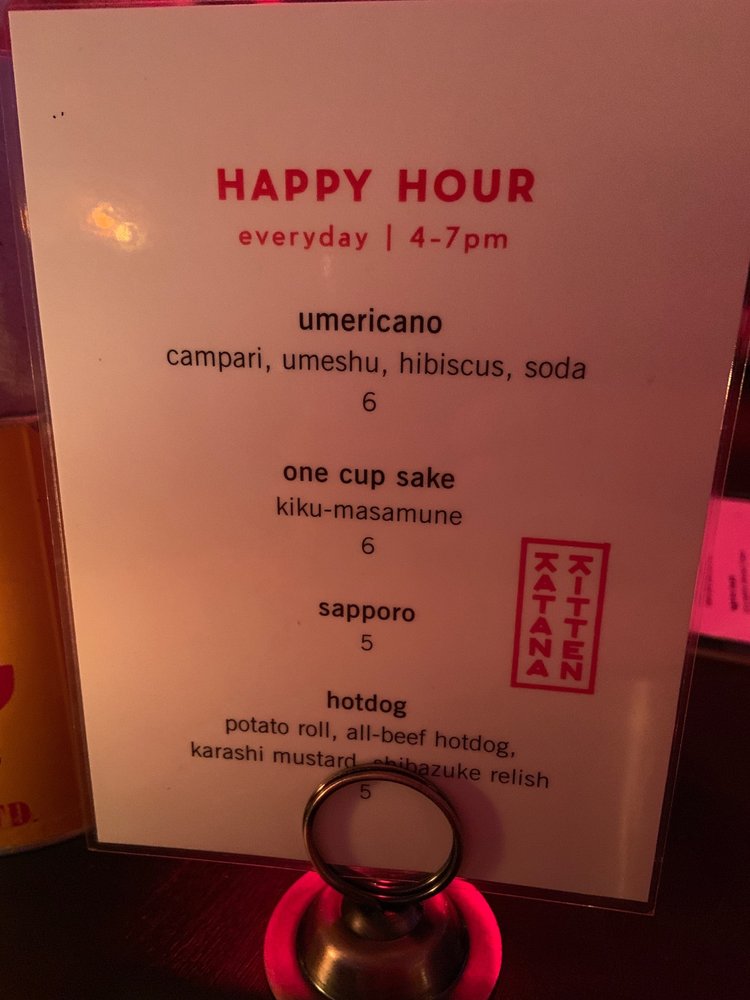 HAPPY HOUR
everyday | 4-7pm
umericano
campari, umeshu, hibiscus, soda
6
one cup sake
kiku-masamune
6
sapporo
5
KATANA
KITTEN
hotdog
potato roll, all-beef hotdog,
karashi mustard, shibazuke relish
5
TD.